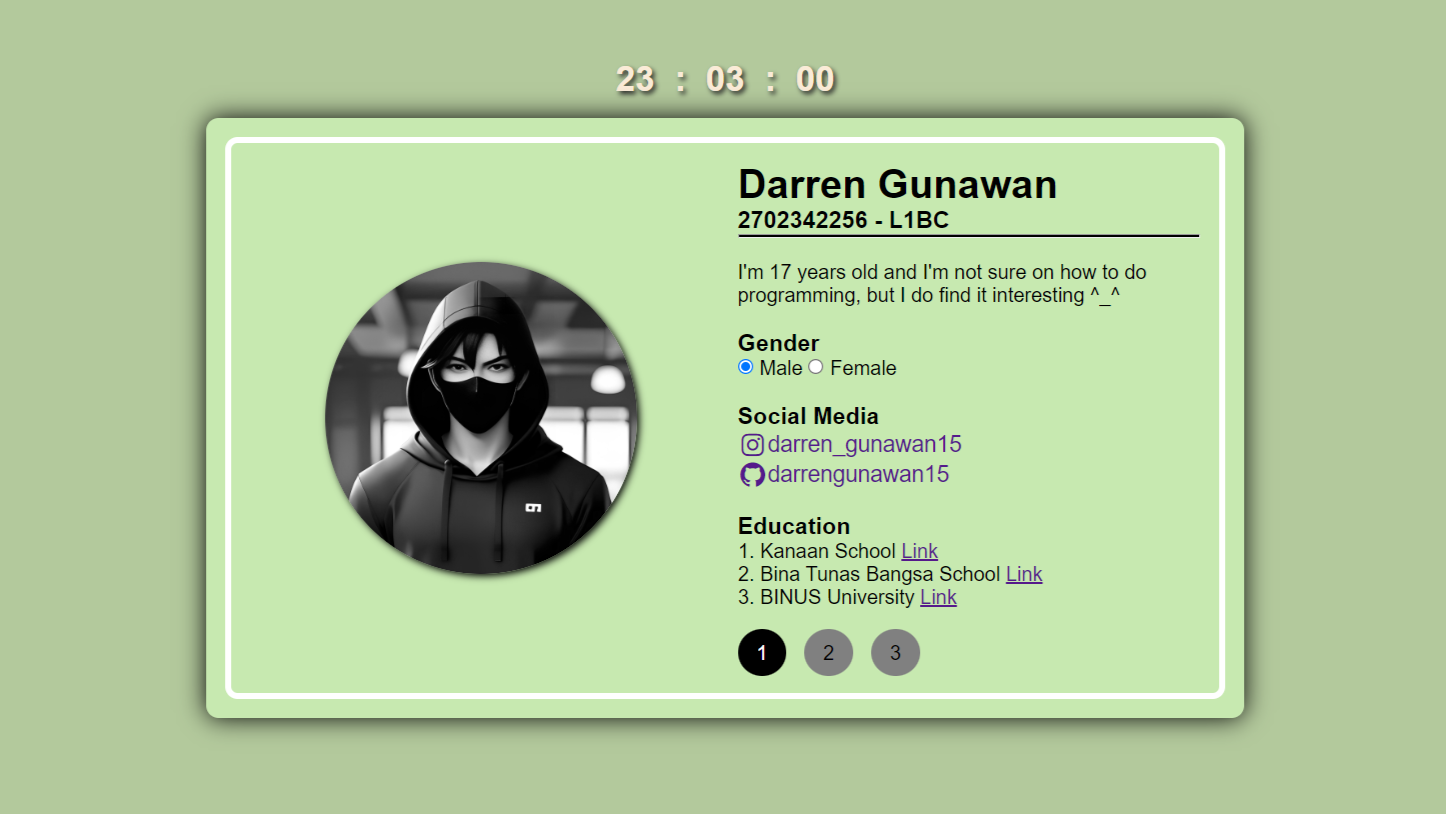 23 : 03 : 00
Darren Gunawan
2702342256 - L1BC
I'm 17 years old and I'm not sure on how to do
programming, but I do find it interesting ^_^
Gender
Male Female
Social Media
darren_gunawan15
darrengunawan15
Education
1. Kanaan School Link
2. Bina Tunas Bangsa School Link
3. BINUS University Link
1 2 3